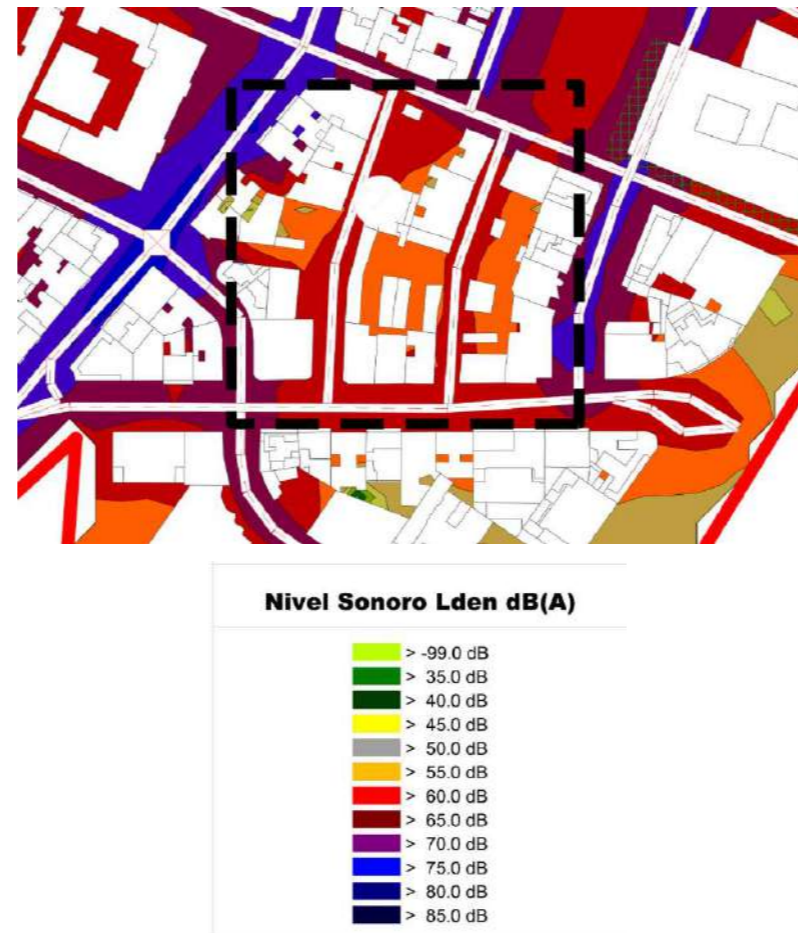 Nivel Sonoro Lden dB(A)
> -99.0 dB
> 35.0 dB
> 40.0 dB
> 45.0 dB
> 50.0 dB
> 55.0 dB
> 60.0 dB
> 65.0 dB
> 70.0 dB
> 75.0 dB
> 80.0 dB
> 85.0 dB